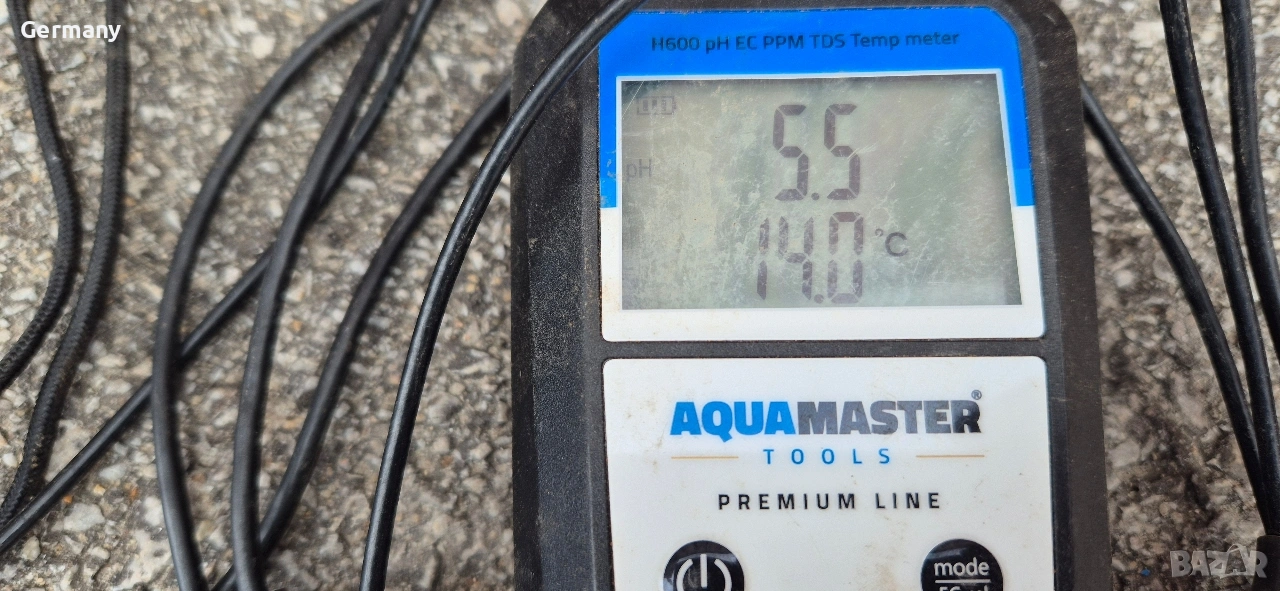 Germany
H600 pH EC PPM TDS Temp meter
5.5
pH
14.0 °C
AQUAMASTER®
TOOLS
PREMIUM LINE
mode
BAZAR